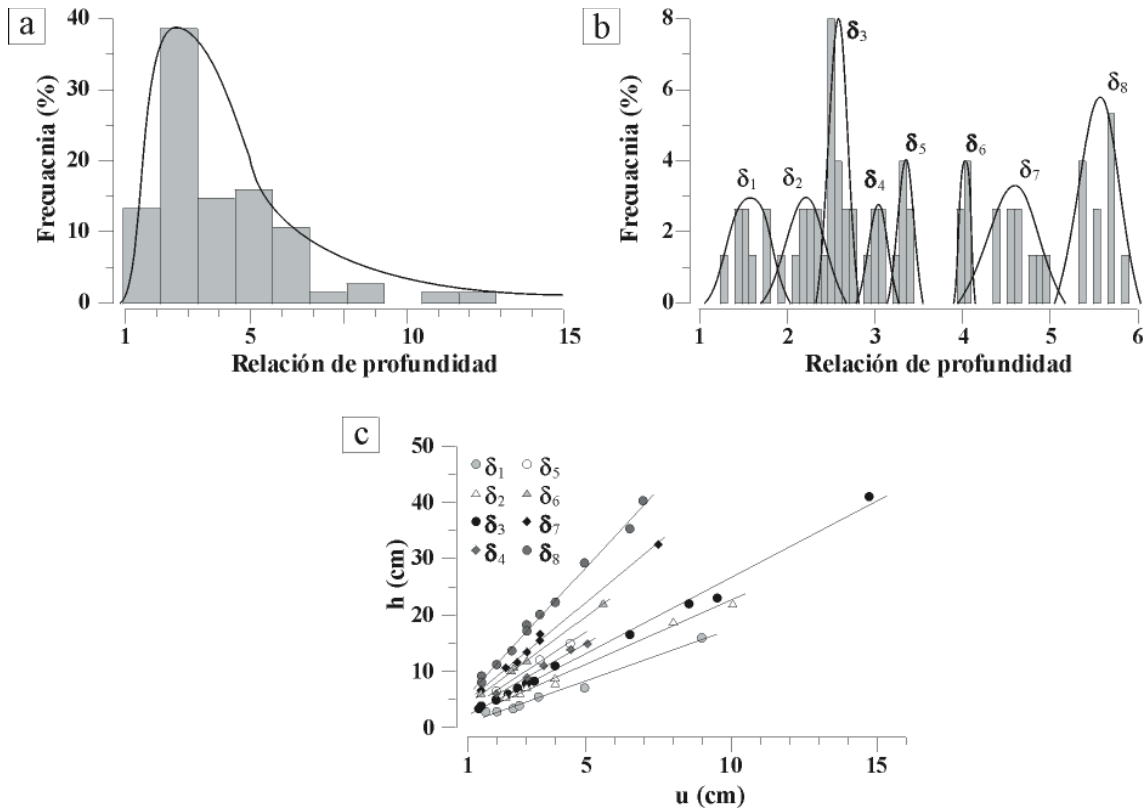 a
40
30
20
10
0
Frecuacnia (%)
1 5 10 15
Relación de profundidad
b
8
6
4
2
0
Frecuacnia (%)
δ1 δ2 δ3 δ4 δ5 δ6 δ7 δ8
1 2 3 4 5 6
Relación de profundidad
c
50
40
30
20
10
0
h (cm)
δ1 δ5
δ2 δ6
δ3 δ7
δ4 δ8
1 5 10 15
u (cm)